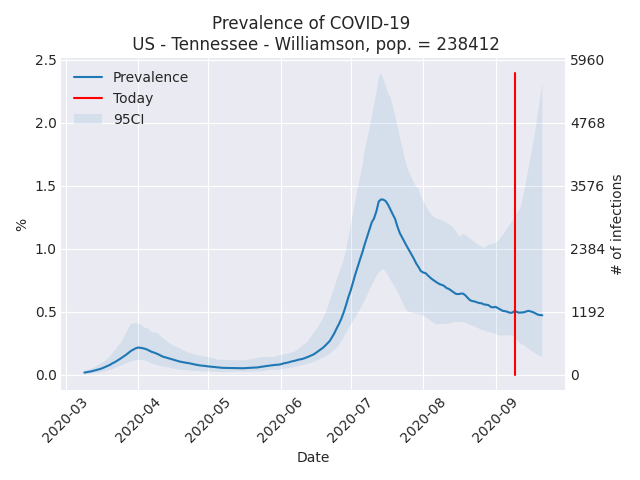 Prevalence of COVID-19
US - Tennessee - Williamson, pop. = 238412
Prevalence
Today
95CI
2.5
2.0
1.5
1.0
0.5
0.0
%
5960
4768
3576
2384
1192
0
# of infections
2020-03
2020-04
2020-05
2020-06
2020-07
2020-08
2020-09
Date